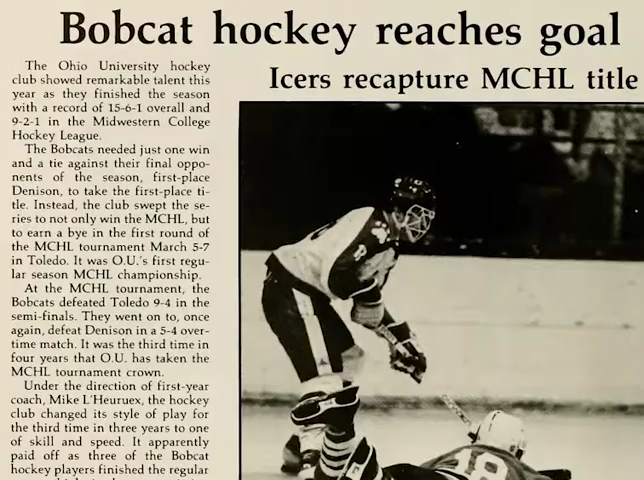 Bobcat hockey reaches goal
Icers recapture MCHL title
The Ohio University hockey
club showed remarkable talent this
year as they finished the season
with a record of 15-6-1 overall and
9-2-1 in the Midwestern College
Hockey League.
The Bobcats needed just one win
and a tie against their final oppo-
nents of the season, first-place
Denison, to take the first-place ti-
tle. Instead, the club swept the se-
ries to not only win the MCHL, but
to earn a bye in the first round of
the MCHL tournament March 5-7
in Toledo. It was O.U.'s first regu-
lar season MCHL championship.
At the MCHL tournament, the
Bobcats defeated Toledo 9-4 in the
semi-finals. They went on to, once
again, defeat Denison in a 5-4 over-
time match. It was the third time in
four years that O.U. has taken the
MCHL tournament crown.
Under the direction of first-year
coach, Mike L'Heuruex, the hockey
club changed its style of play for
the third time in three years to one
of skill and speed. It apparently
paid off as three of the Bobcat
hockey players finished the regular
8
18